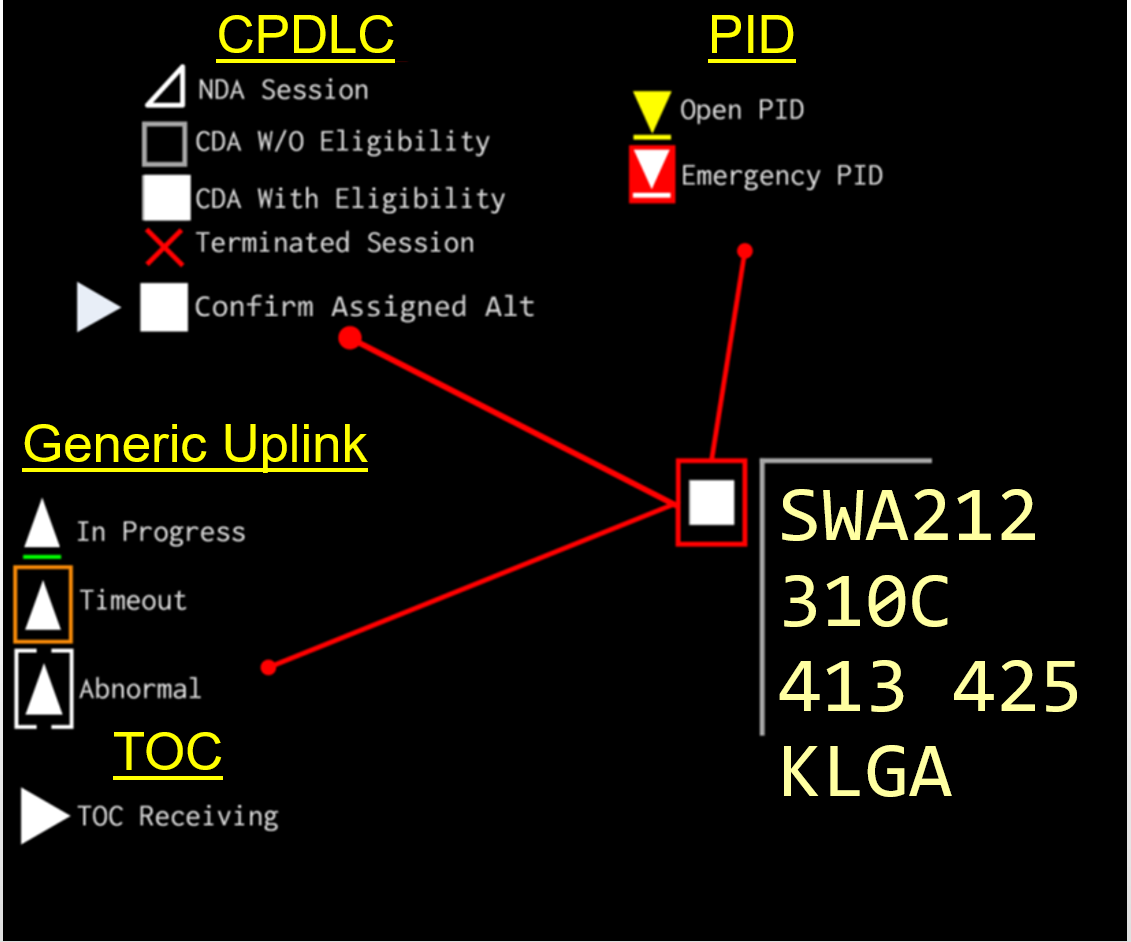 CPDLC
NDA Session
CDA W/O Eligibility
CDA With Eligibility
Terminated Session
Confirm Assigned Alt
PID
Open PID
Emergency PID
Generic Uplink
In Progress
Timeout
Abnormal
TOC
TOC Receiving
SWA212
310C
413 425
KLGA